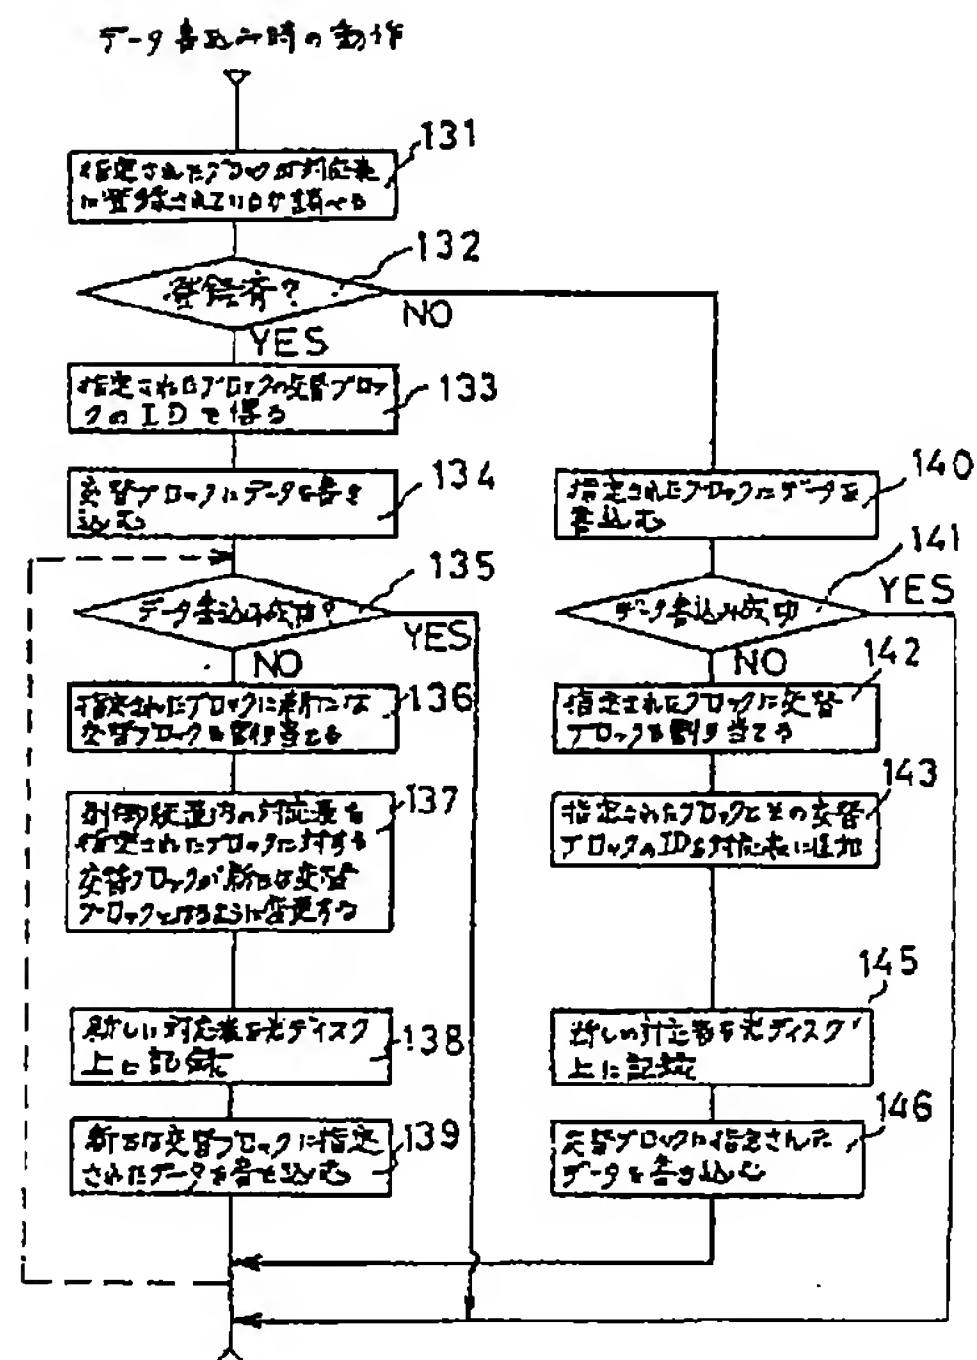 データ書込み時の動作
131
指定されたブロックが対応表
に登録されているか調べる
132
登録済?
NO
YES
133
指定されたブロックの交替ブロッ
クのIDを得る
134
交替ブロックにデータを書き
込む
135
データ書込み成功?
YES
NO
136
指定されたブロックに新たな
交替ブロックを割り当てる
137
制御装置内の対応表を
指定されたブロックに対する
交替ブロックが新たな交替
ブロックとなるように変更する
138
新しい対応表を光ディスク
上に記録
139
新たな交替ブロックに指定
されたデータを書き込む
140
指定されたブロックにデータを
書込む
141
データ書込み成功
YES
NO
142
指定されたブロックに交替
ブロックを割り当てる
143
指定されたブロックとその交替
ブロックのIDを対応表に追加
145
新しい対応表を光ディスク
上に記録
146
交替ブロックに指定された
データを書き込む